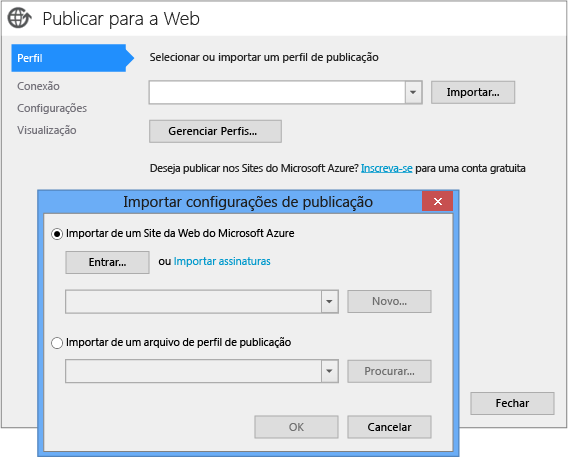 Publicar para a Web
Perfil
Selecionar ou importar um perfil de publicação
Conexão
Importar...
Configurações
Visualização
Gerenciar Perfis...
Deseja publicar nos Sites do Microsoft Azure? Inscreva-se para uma conta gratuita
Importar configurações de publicação
Importar de um Site da Web do Microsoft Azure
Entrar... ou Importar assinaturas
Novo...
Importar de um arquivo de perfil de publicação
Procurar...
Fechar
OK Cancelar